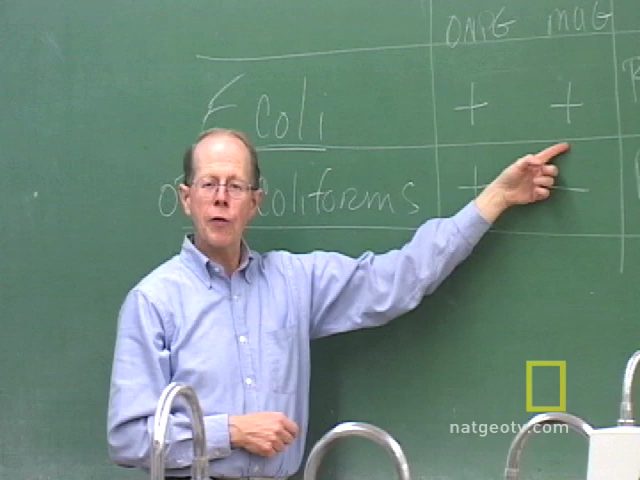 ONPG MUG
E Coli + +
coliforms + −
natgeotv.com